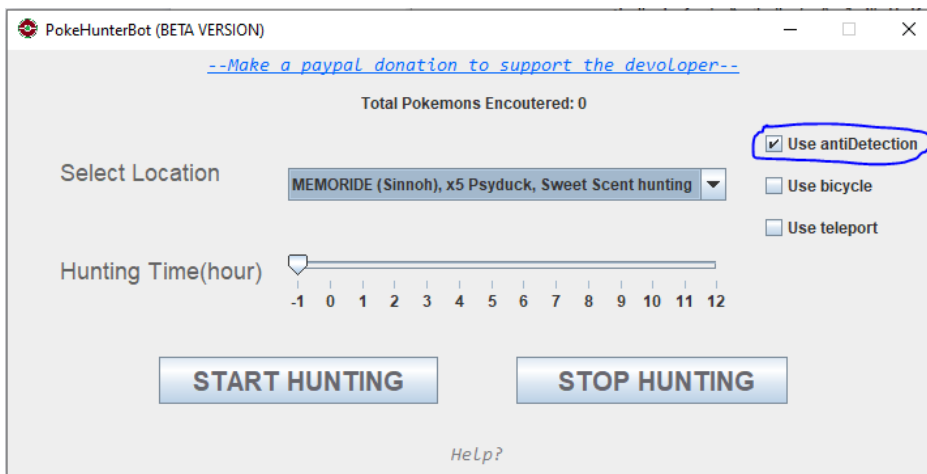 PokeHunterBot (BETA VERSION)
--Make a paypal donation to support the devoloper--
Total Pokemons Encoutered: 0
Use antiDetection
Select Location
MEMORIDE (Sinnoh), x5 Psyduck, Sweet Scent hunting
Use bicycle
Use teleport
Hunting Time(hour)
-1 0 1 2 3 4 5 6 7 8 9 10 11 12
START HUNTING STOP HUNTING
Help?